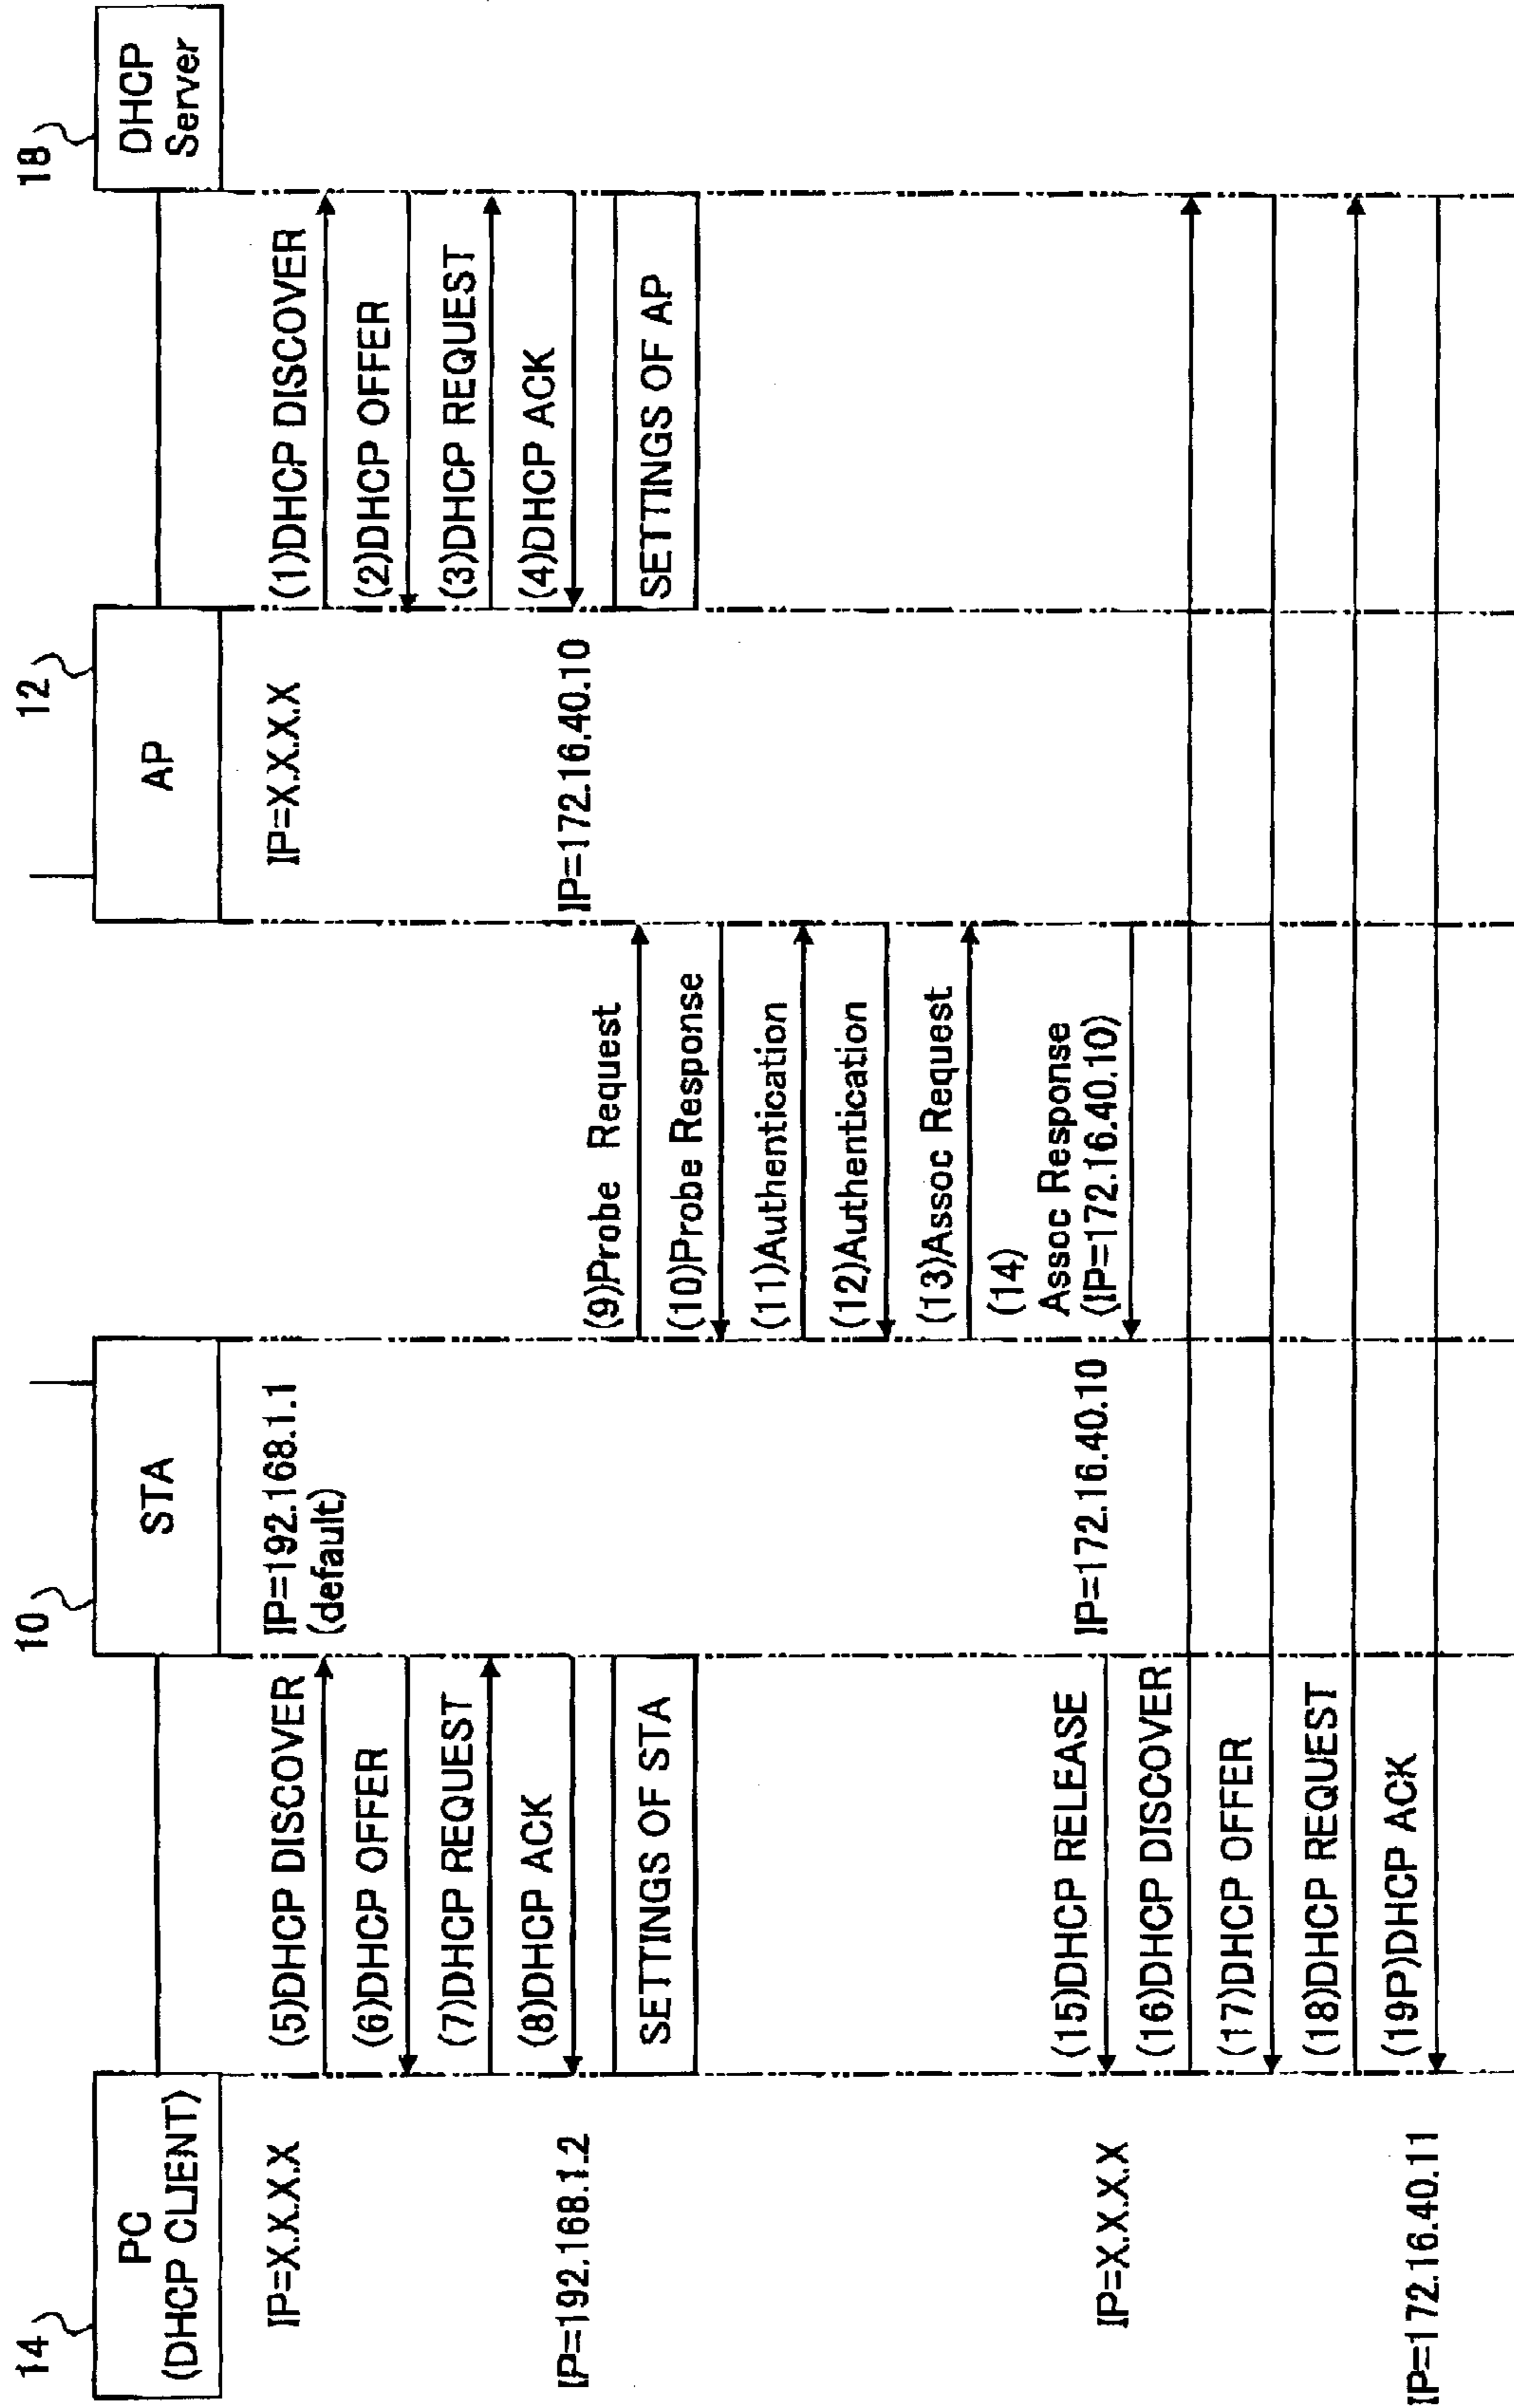 14
PC
(DHCP CLIENT)
10
STA
12
AP
18
DHCP
Server
IP=X.X.X.X
(5)DHCP DISCOVER
IP=192.168.1.1
(default)
IP=X.X.X.X
(1)DHCP DISCOVER
(6)DHCP OFFER
(2)DHCP OFFER
(7)DHCP REQUEST
(3)DHCP REQUEST
IP=192.168.1.2
(8)DHCP ACK
IP=172.16.40.10
(4)DHCP ACK
SETTINGS OF STA
(9)Probe Request
SETTINGS OF AP
(10)Probe Response
(11)Authentication
(12)Authentication
(13)Assoc Request
(14)
Assoc Response
(IP=172.16.40.10)
IP=X.X.X.X
(15)DHCP RELEASE
IP=172.16.40.10
(16)DHCP DISCOVER
(17)DHCP OFFER
(18)DHCP REQUEST
IP=172.16.40.11
(19P)DHCP ACK